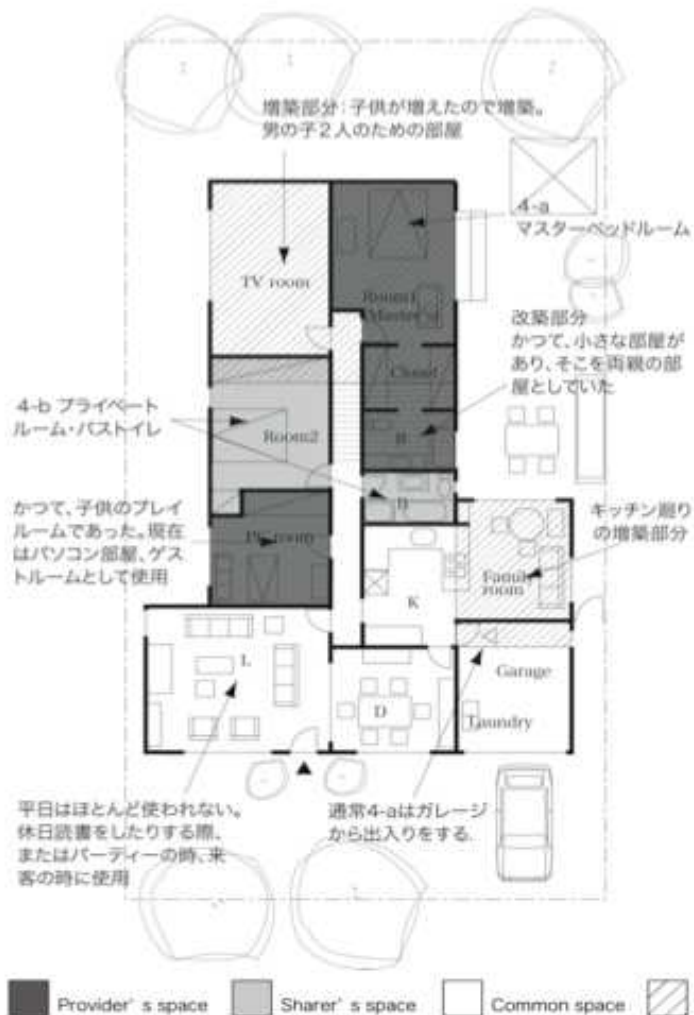 増築部分：子供が増えたので増築。
男の子2人のための部屋
4-a
マスターベッドルーム
TV room
Room1
改築部分
かつて、小さな部屋が
あり、そこを両親の部
屋としていた
Closet
4-b プライベート
ルーム・バストイレ
Room2
B
B
かつて、子供のプレイ
ルームであった。現在
はパソコン部屋、ゲス
トルームとして使用
PC room
キッチン廻り
の増築部分
Family
room
K
L
D
Garage
Laundry
平日はほとんど使われない。
休日読書をしたりする際、
またはパーティーの時、来
客の時に使用
通常4-aはガレージ
から出入りをする
Provider's space
Sharer's space
Common space